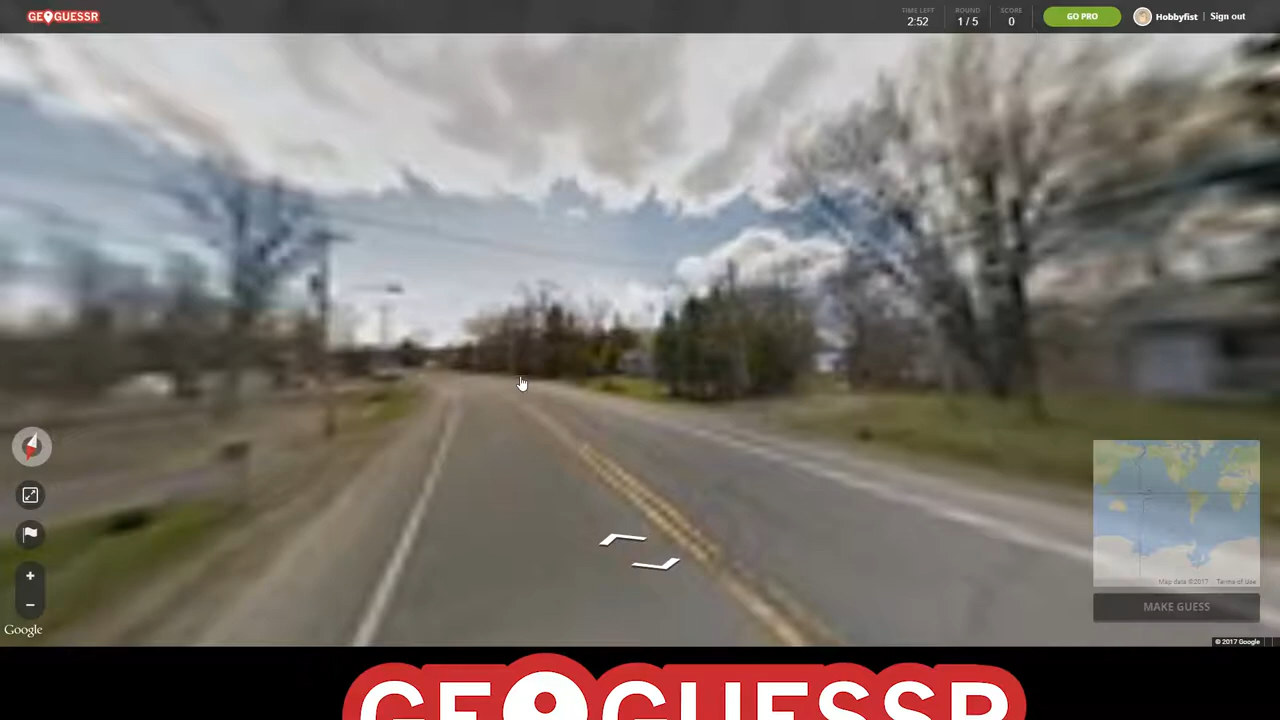 GEOGUESSR
TIME LEFT
2:52
ROUND
1 / 5
SCORE
0
GO PRO
Hobbyfist | Sign out
Map data ©2017 Terms of Use
MAKE GUESS
+
−
Google
© 2017 Google
GEOGUESSR